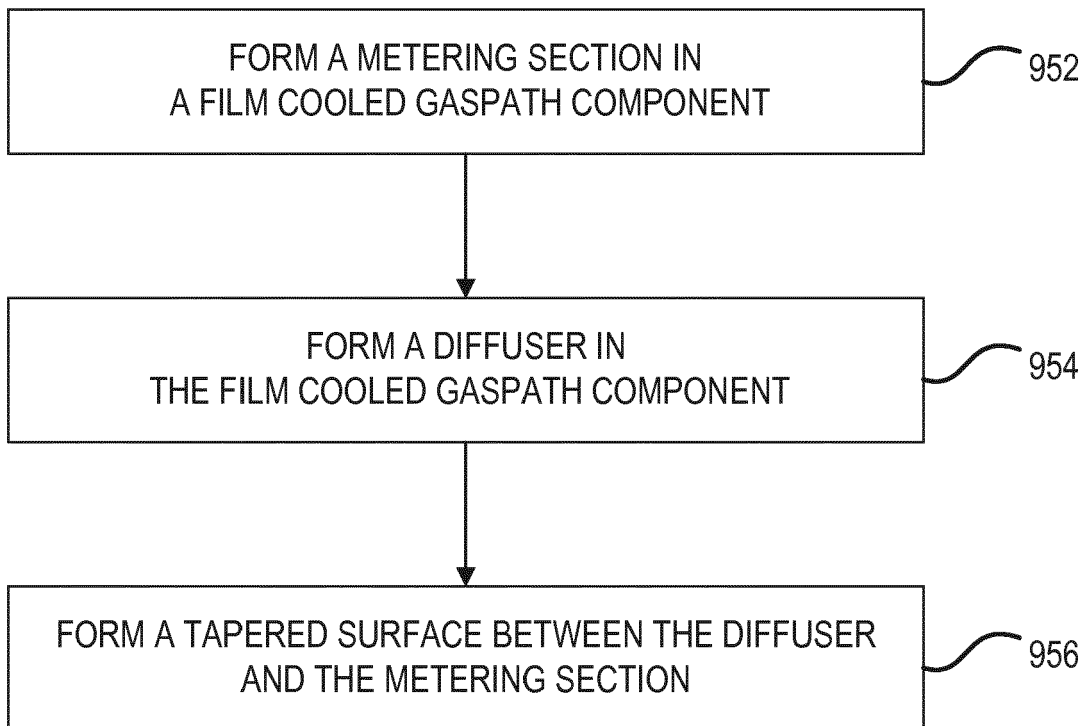 FORM A METERING SECTION IN
A FILM COOLED GASPATH COMPONENT
952
FORM A DIFFUSER IN
THE FILM COOLED GASPATH COMPONENT
954
FORM A TAPERED SURFACE BETWEEN THE DIFFUSER
AND THE METERING SECTION
956